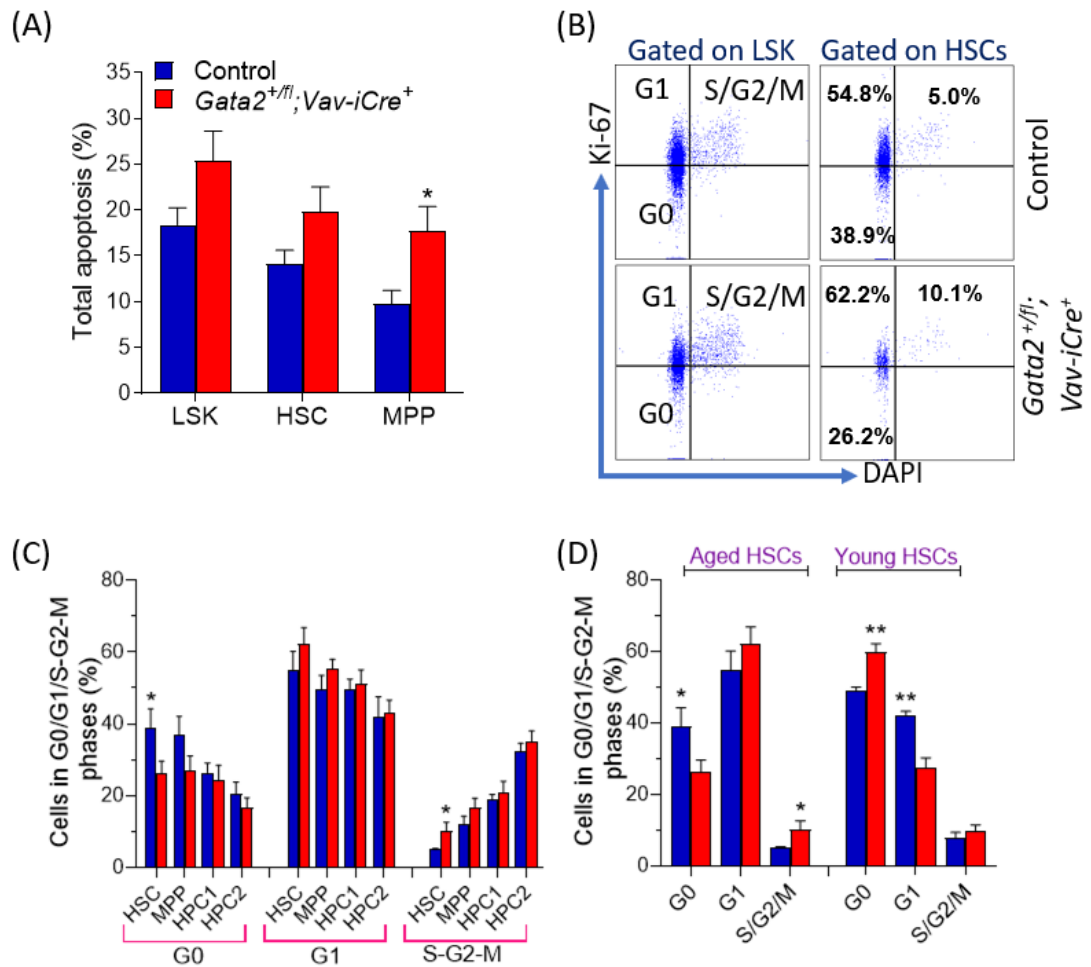 (A)
Total apoptosis (%)
35
30
25
20
15
10
5
0
Control
Gata2 +/fl;Vav-iCre+
*
LSK HSC MPP
(B)
Gated on LSK Gated on HSCs
Ki-67
G1 S/G2/M 54.8% 5.0%
G0 38.9%
Control
G1 S/G2/M 62.2% 10.1%
G0 26.2%
Gata2 +/fl;
Vav-iCre+
DAPI
(C)
Cells in G0/G1/S-G2-M
phases (%)
80
60
40
20
0
*
*
HSC MPP HPC1 HPC2 HSC MPP HPC1 HPC2 HSC MPP HPC1 HPC2
G0 G1 S-G2-M
(D)
Aged HSCs Young HSCs
Cells in G0/G1/S-G2-M
phases (%)
80
60
40
20
0
* * ** **
G0 G1 S/G2/M G0 G1 S/G2/M